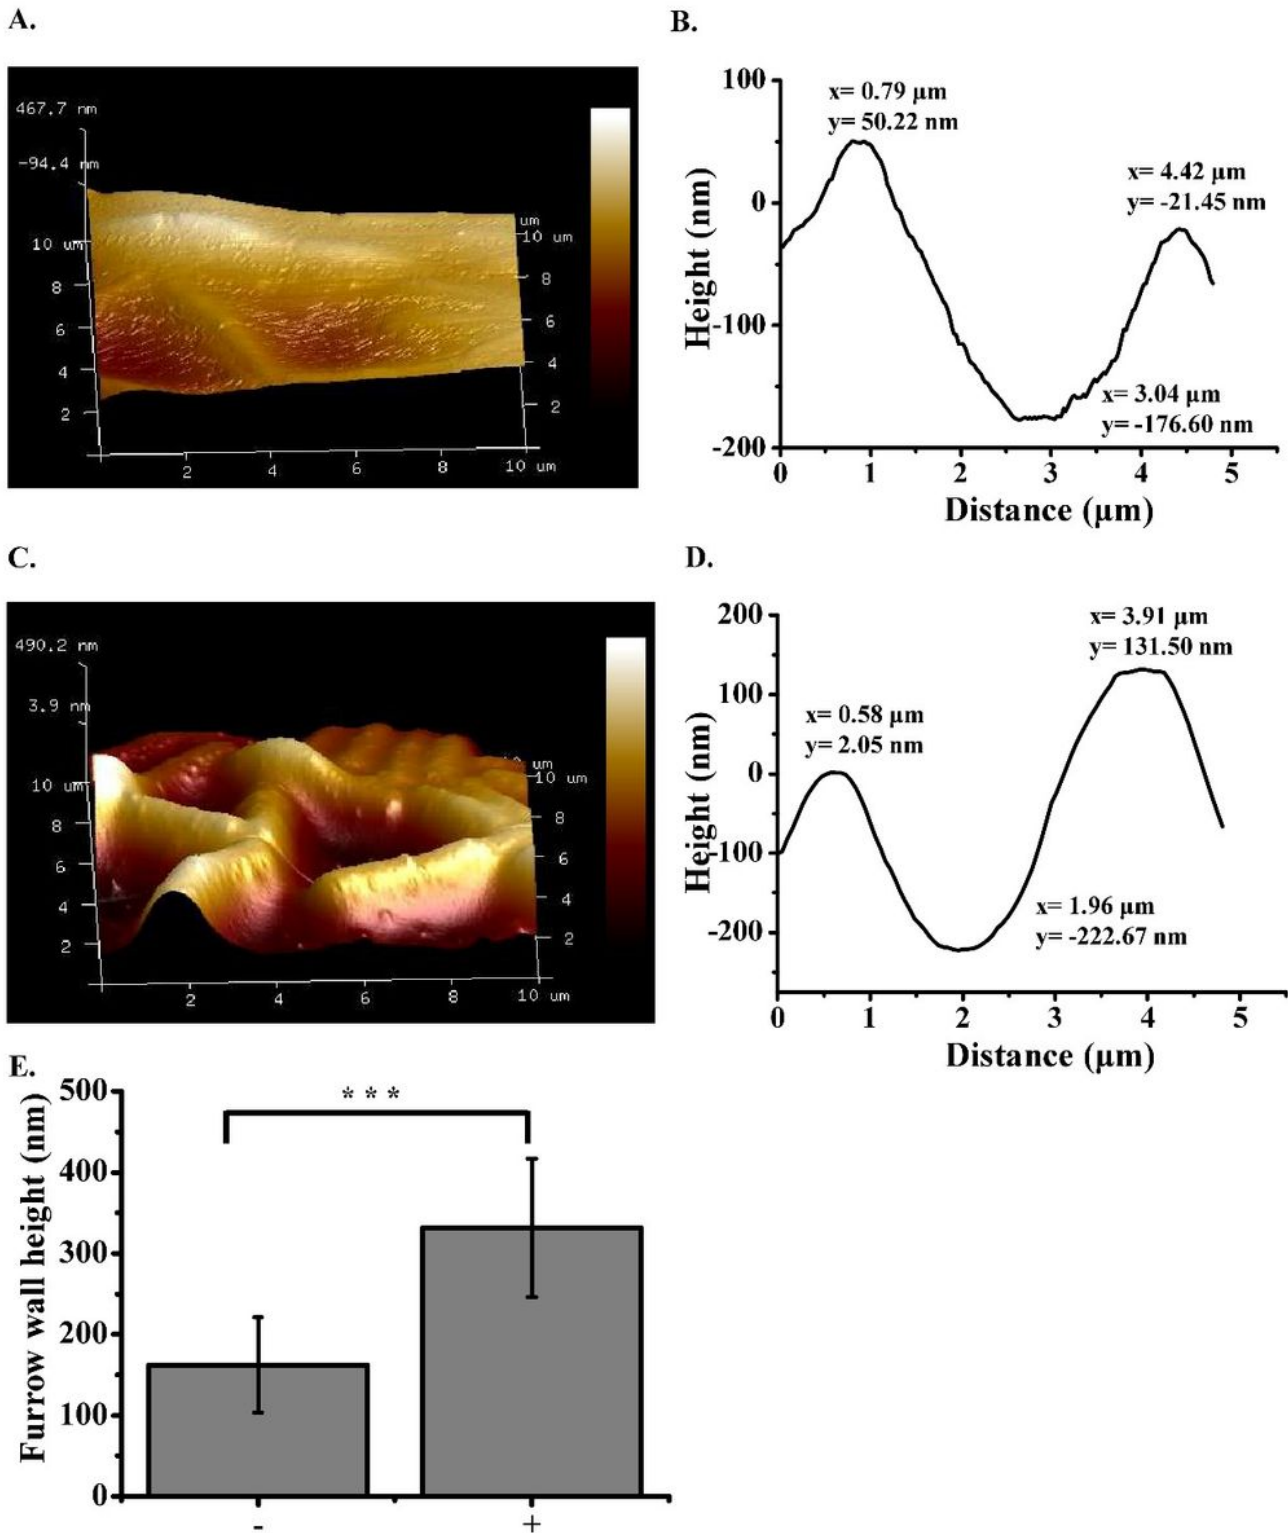 A.
467.7 nm
-94.4 nm
10 um
8
6
4
2
um
10 um
8
6
4
2
2
4
6
8
10 um
B.
100
0
-100
-200
Height (nm)
x= 0.79 µm
y= 50.22 nm
x= 4.42 µm
y= -21.45 nm
x= 3.04 µm
y= -176.60 nm
0 1 2 3 4 5
Distance (µm)
C.
490.2 nm
3.9 nm
10 um
8
6
4
2
10 um
8
6
4
2
2
4
6
8
10 um
D.
200
100
0
-100
-200
Height (nm)
x= 3.91 µm
y= 131.50 nm
x= 0.58 µm
y= 2.05 nm
x= 1.96 µm
y= -222.67 nm
0 1 2 3 4 5
Distance (µm)
E.
500
400
300
200
100
0
Furrow wall height (nm)
***
- +